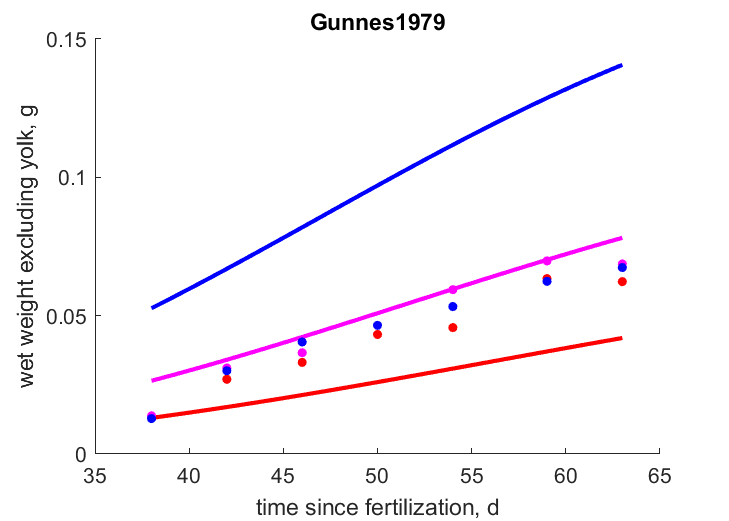 Gunnes1979
0.15
0.1
0.05
0
35 40 45 50 55 60 65
wet weight excluding yolk, g
time since fertilization, d